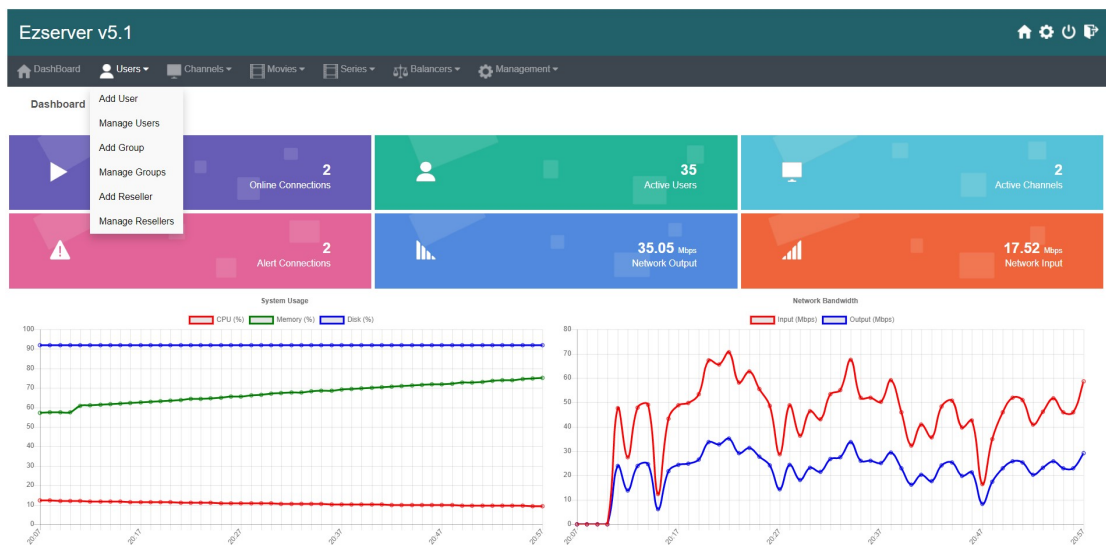 Ezserver v5.1
DashBoard Users Channels Movies Series Balancers Management
Dashboard
Add User
Manage Users
Add Group
Manage Groups
Add Reseller
Manage Resellers
2
Online Connections
35
Active Users
2
Active Channels
2
Alert Connections
35.05 Mbps
Network Output
17.52 Mbps
Network Input
System Usage
CPU (%) Memory (%) Disk (%)
100
90
80
70
60
50
40
30
20
10
0
20:07 20:17 20:27 20:37 20:47 20:57
Network Bandwidth
Input (Mbps) Output (Mbps)
80
70
60
50
40
30
20
10
0
20:07 20:17 20:27 20:37 20:47 20:57